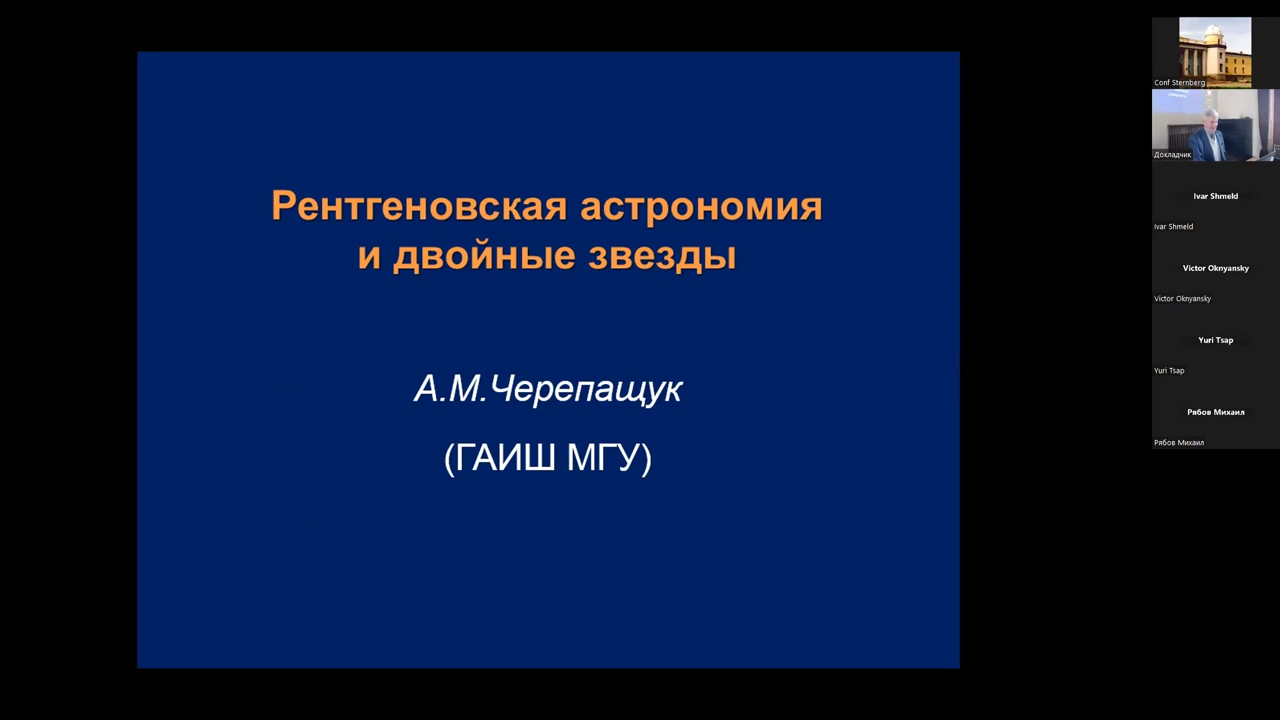 Рентгеновская астрономия
и двойные звезды
А.М.Черепащук
(ГАИШ МГУ)
Conf Sternberg
Докладчик
Ivar Shmeld
Ivar Shmeld
Victor Oknyansky
Victor Oknyansky
Yuri Tsap
Yuri Tsap
Рябов Михаил
Рябов Михаил